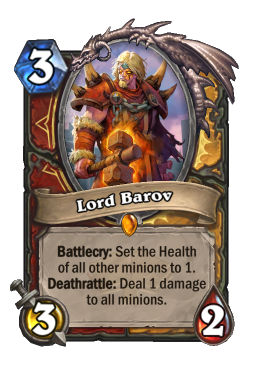 3
Lord Barov
Battlecry: Set the Health
of all other minions to 1.
Deathrattle: Deal 1 damage
to all minions.
3
2